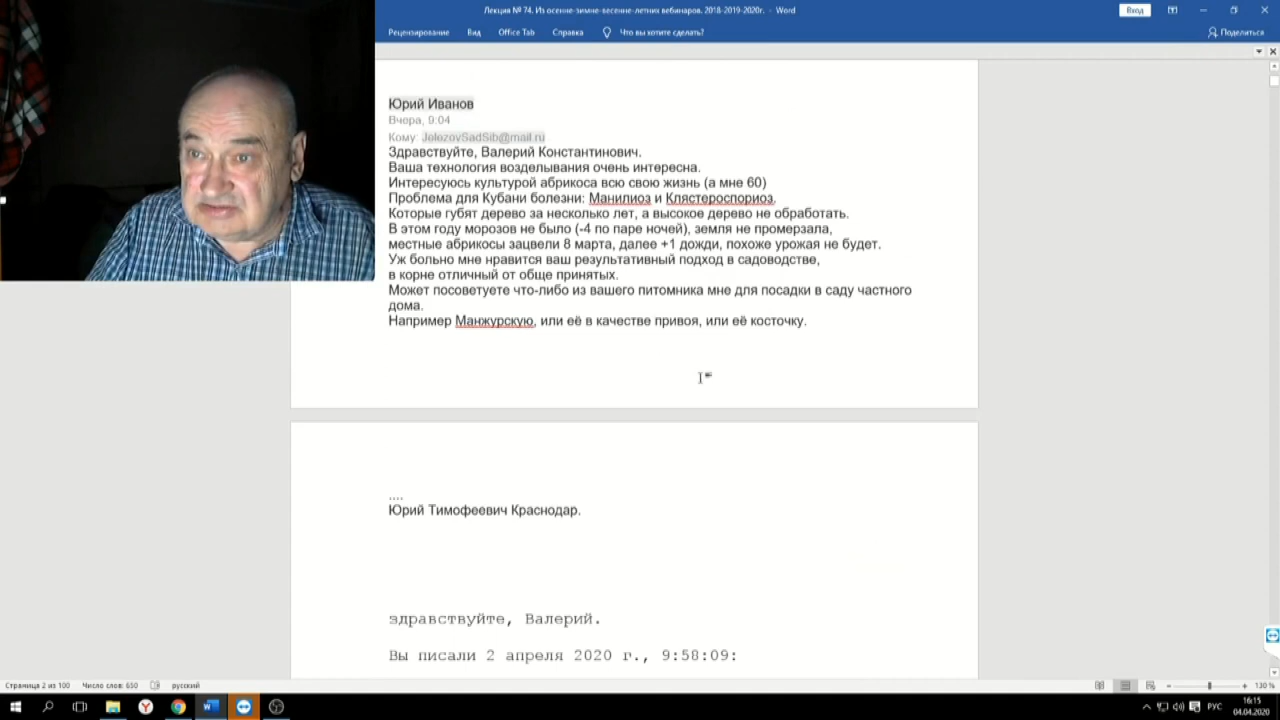 Лекция № 74. Из осенне-зимне-весенне-летних вебинаров. 2018-2019-2020г. - Word
Вход
Рецензирование Вид Office Tab Справка Что вы хотите сделать? Поделиться
Юрий Иванов
Вчера, 9:04
Кому: JelezovSadSib@mail.ru
Здравствуйте, Валерий Константинович.
Ваша технология возделывания очень интересна.
Интересуюсь культурой абрикоса всю свою жизнь (а мне 60)
Проблема для Кубани болезни: Манилиоз и Клястероспориоз.
Которые губят дерево за несколько лет, а высокое дерево не обработать.
В этом году морозов не было (-4 по паре ночей), земля не промерзала,
местные абрикосы зацвели 8 марта, далее +1 дожди, похоже урожая не будет.
Уж больно мне нравится ваш результативный подход в садоводстве,
в корне отличный от обще принятых.
Может посоветуете что-либо из вашего питомника мне для посадки в саду частного
дома.
Например Манжурскую, или её в качестве привоя, или её косточку.
....
Юрий Тимофеевич Краснодар.
здравствуйте, Валерий.
Вы писали 2 апреля 2020 г., 9:58:09:
Страница 2 из 100 Число слов: 650 русский 130 %
РУС
16:15
04.04.2020